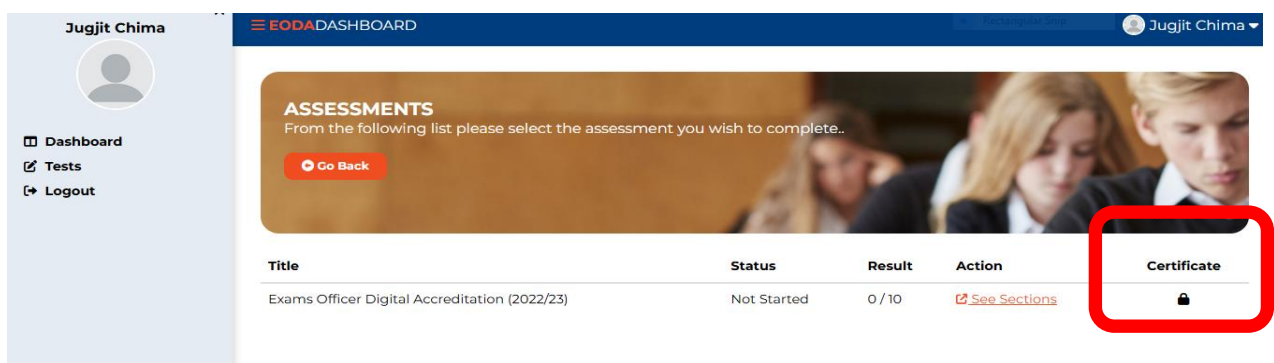 Jugjit Chima
Dashboard
Tests
Logout
EODADASHBOARD
Rectangular Snip
Jugjit Chima
ASSESSMENTS
From the following list please select the assessment you wish to complete..
Go Back
Title Status Result Action Certificate
Exams Officer Digital Accreditation (2022/23) Not Started 0 / 10 See Sections